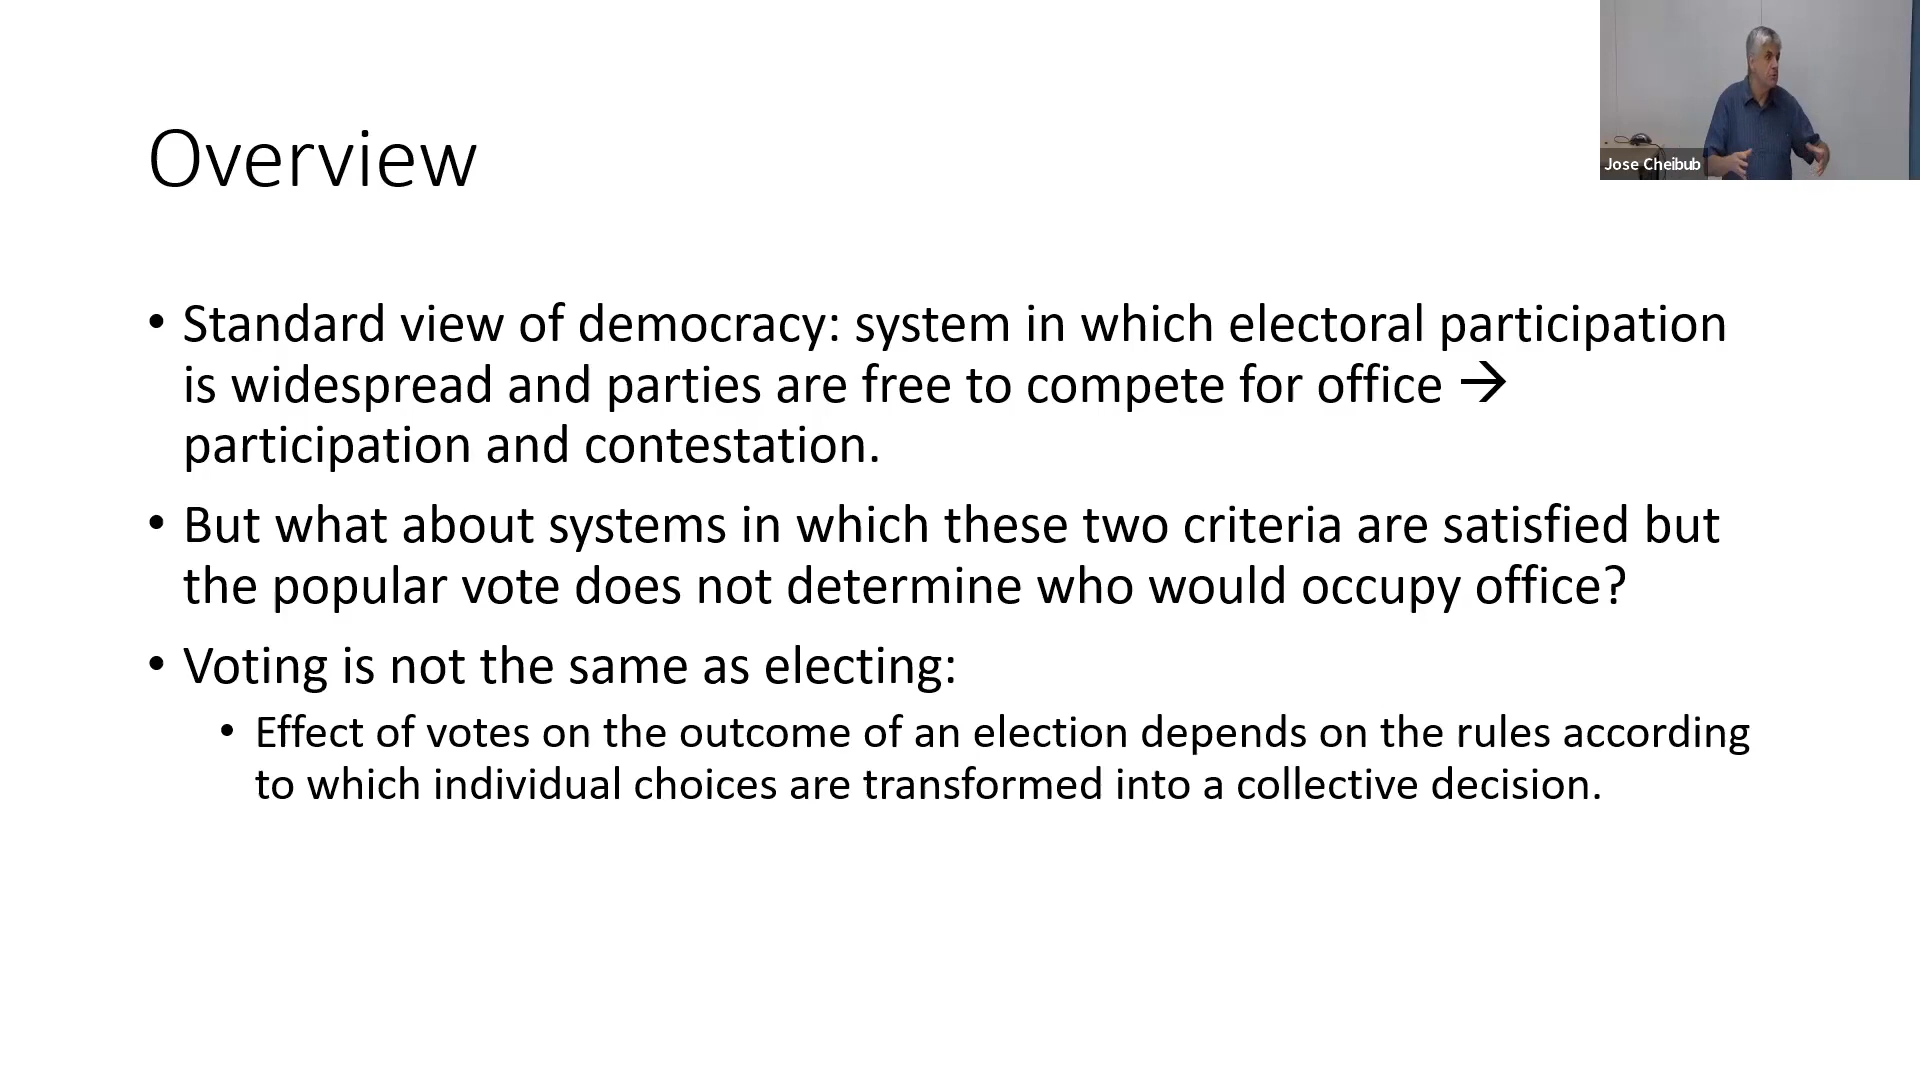 Overview
Jose Cheibub
• Standard view of democracy: system in which electoral participation
is widespread and parties are free to compete for office →
participation and contestation.
• But what about systems in which these two criteria are satisfied but
the popular vote does not determine who would occupy office?
• Voting is not the same as electing:
• Effect of votes on the outcome of an election depends on the rules according
to which individual choices are transformed into a collective decision.